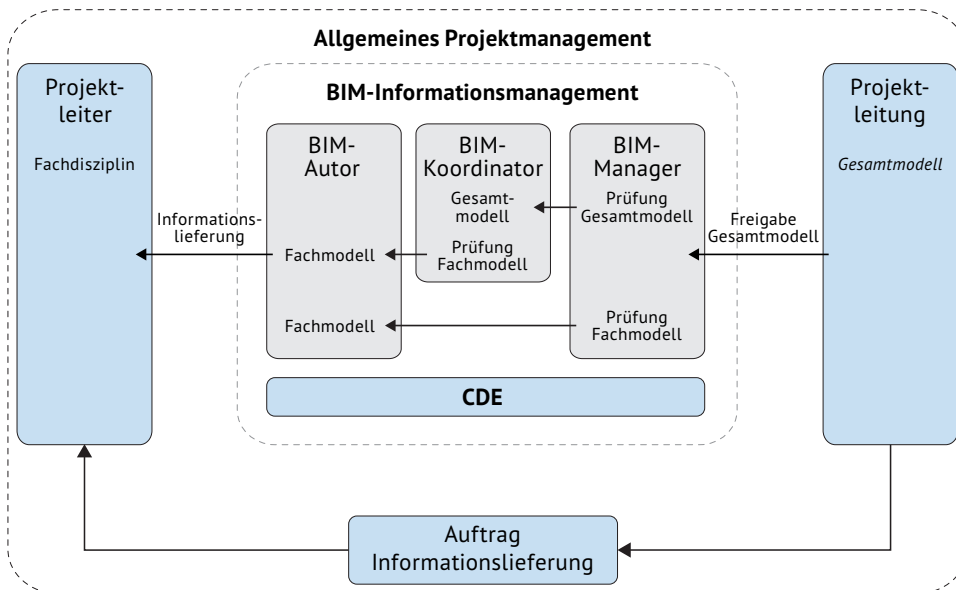 Allgemeines Projektmanagement
Projekt-
leiter
Fachdisziplin
BIM-Informationsmanagement
BIM-
Autor
Fachmodell
Fachmodell
BIM-
Koordinator
Gesamt-
modell
Prüfung
Fachmodell
BIM-
Manager
Prüfung
Gesamtmodell
Prüfung
Fachmodell
Projekt-
leitung
Gesamtmodell
Informations-
lieferung
Freigabe
Gesamtmodell
CDE
Auftrag
Informationslieferung